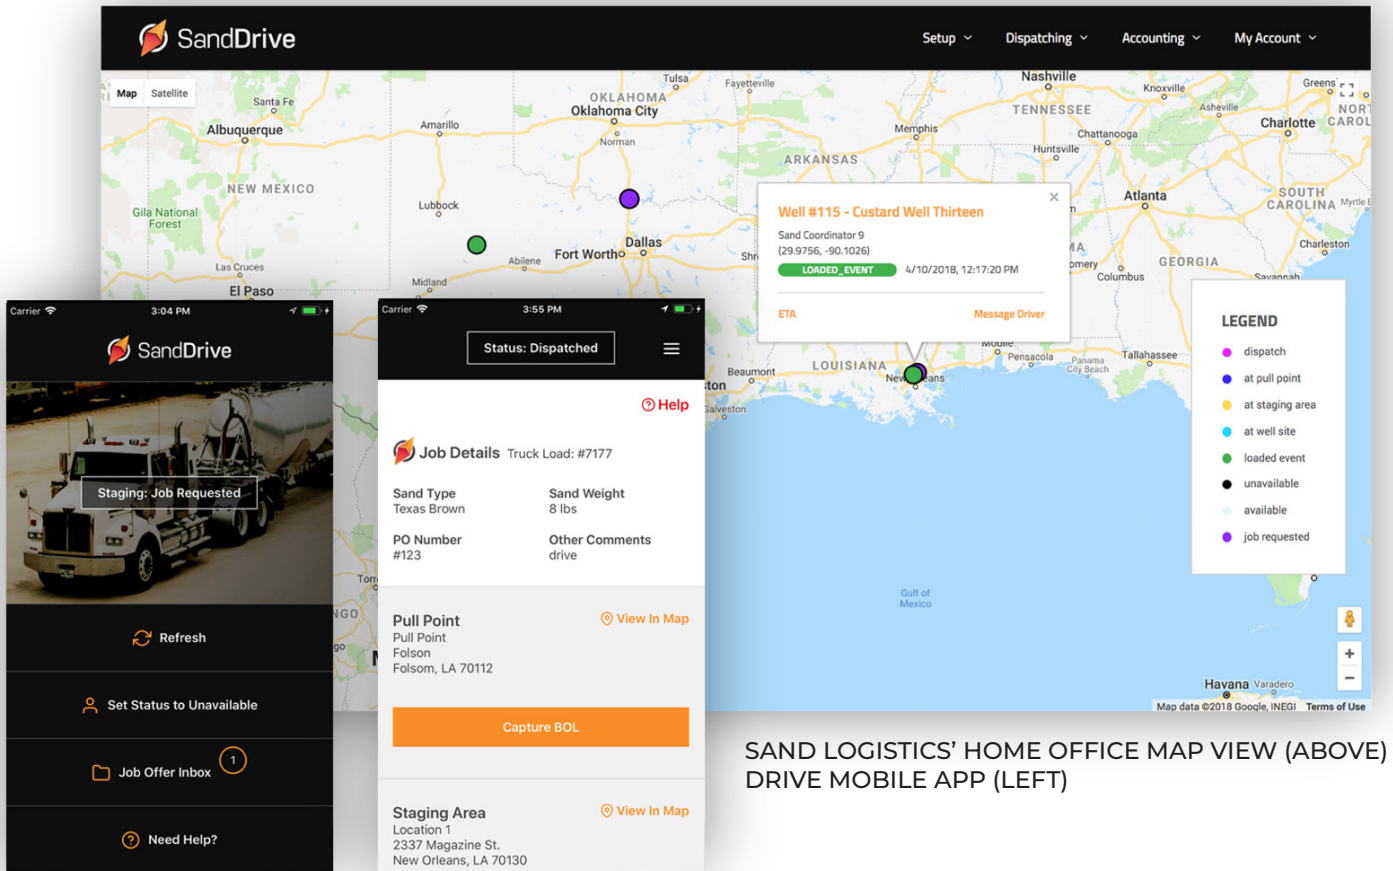 SandDrive
Setup Dispatching Accounting My Account
Map Satellite
Tulsa
Fayetteville
Nashville
Knoxville
Santa Fe
OKLAHOMA
Oklahoma City
TENNESSEE
Asheville
Charlotte
Albuquerque
Amarillo
Norman
Memphis
Chattanooga
Huntsville
ARKANSAS
NEW MEXICO
Gila National
Forest
Lubbock
Atlanta
SOUTH
CAROLINA
Dallas
Fort Worth
Abilene
Charleston
Las Cruces
Midland
GEORGIA
Columbus
Savannah
El Paso
Well #115 - Custard Well Thirteen
Sand Coordinator 9
(29.9756, -90.1026)
LOADED_EVENT 4/10/2018, 12:17:20 PM
ETA Message Driver
Mobile
Pensacola
Panama
City Beach
Tallahassee
Beaumont
LOUISIANA
Galveston
LEGEND
dispatch
at pull point
at staging area
at well site
loaded event
unavailable
available
job requested
Gulf of
Mexico
Havana Varadero
Map data ©2018 Google, INEGI Terms of Use
Carrier 3:04 PM
SandDrive
Staging: Job Requested
Refresh
Set Status to Unavailable
Job Offer Inbox 1
Need Help?
Carrier 3:55 PM
Status: Dispatched
Help
Job Details Truck Load: #7177
Sand Type Sand Weight
Texas Brown 8 lbs
PO Number Other Comments
#123 drive
Pull Point View In Map
Pull Point
Folson
Folsom, LA 70112
Capture BOL
Staging Area View In Map
Location 1
2337 Magazine St.
New Orleans, LA 70130
SAND LOGISTICS' HOME OFFICE MAP VIEW (ABOVE)
DRIVE MOBILE APP (LEFT)